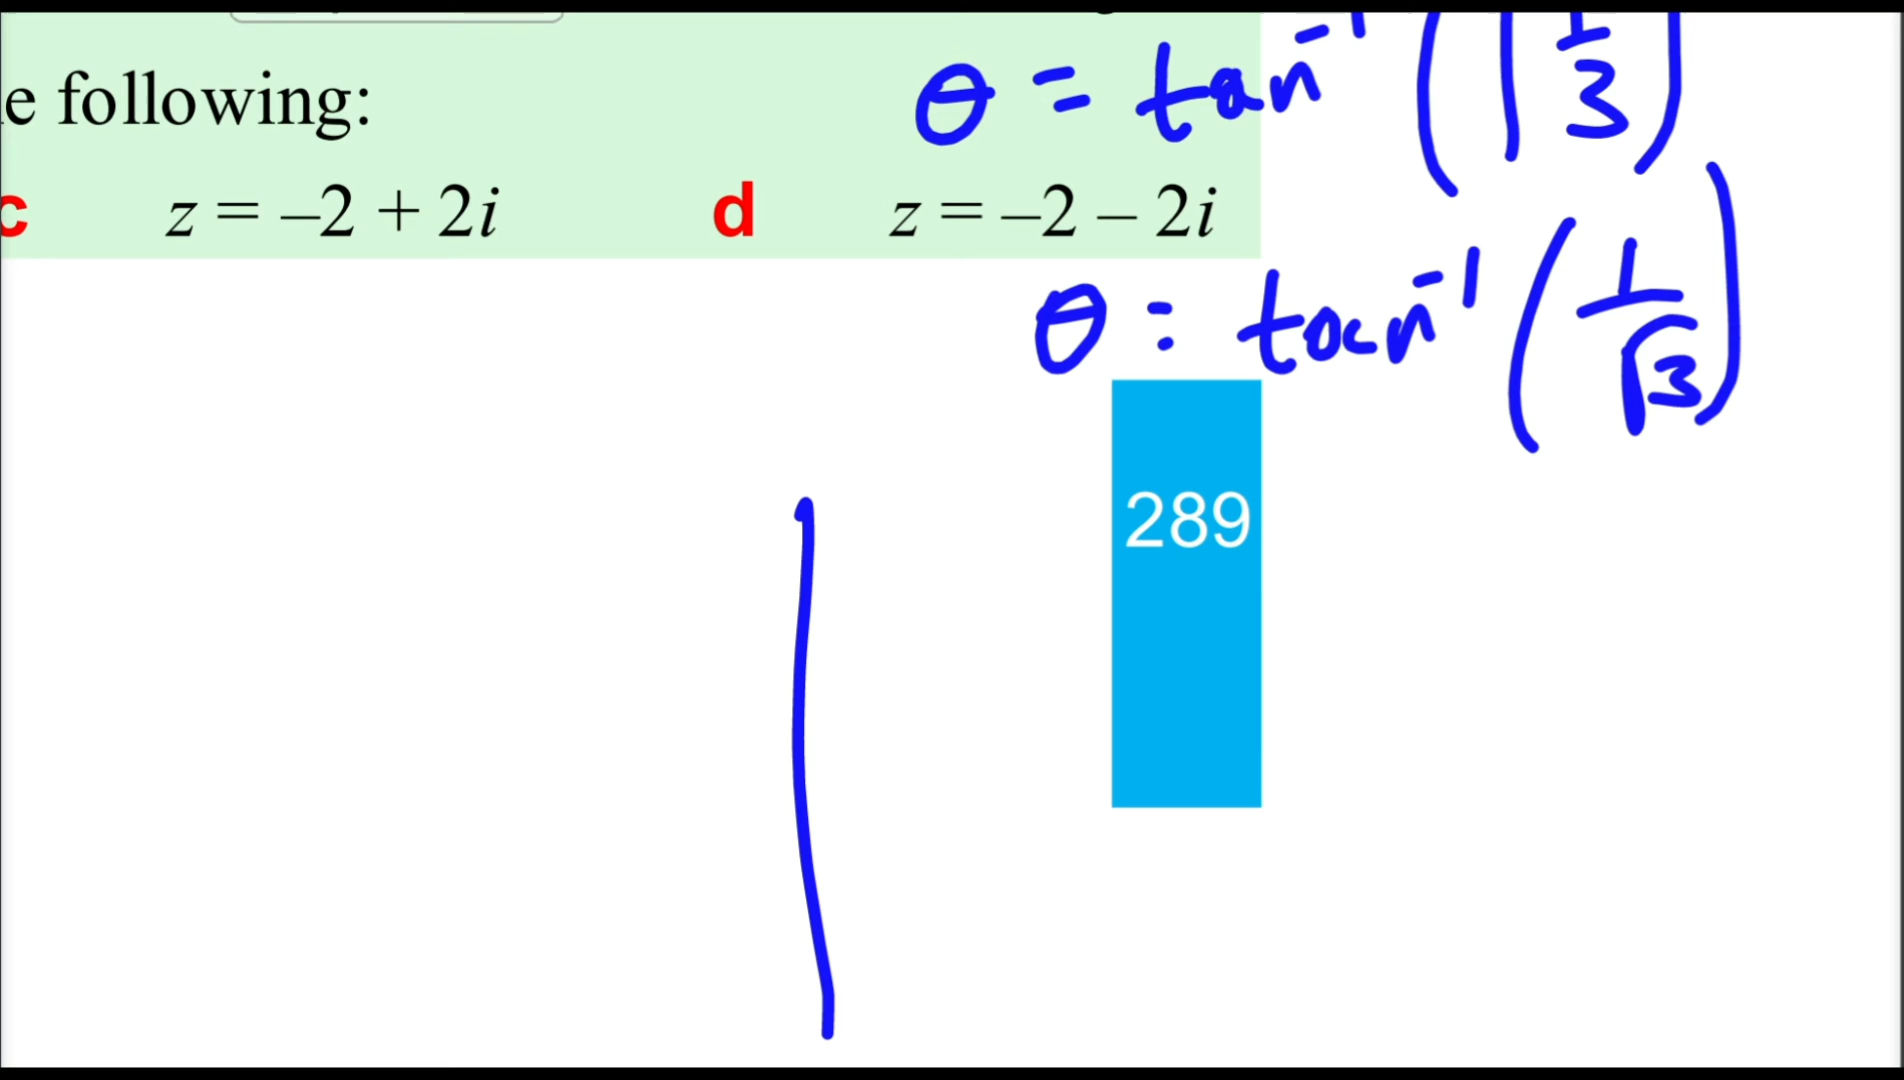 θ = tan⁻¹(|1/3)
e following:
c z = –2 + 2i d z = –2 – 2i
θ = tan⁻¹(1/√3)
289